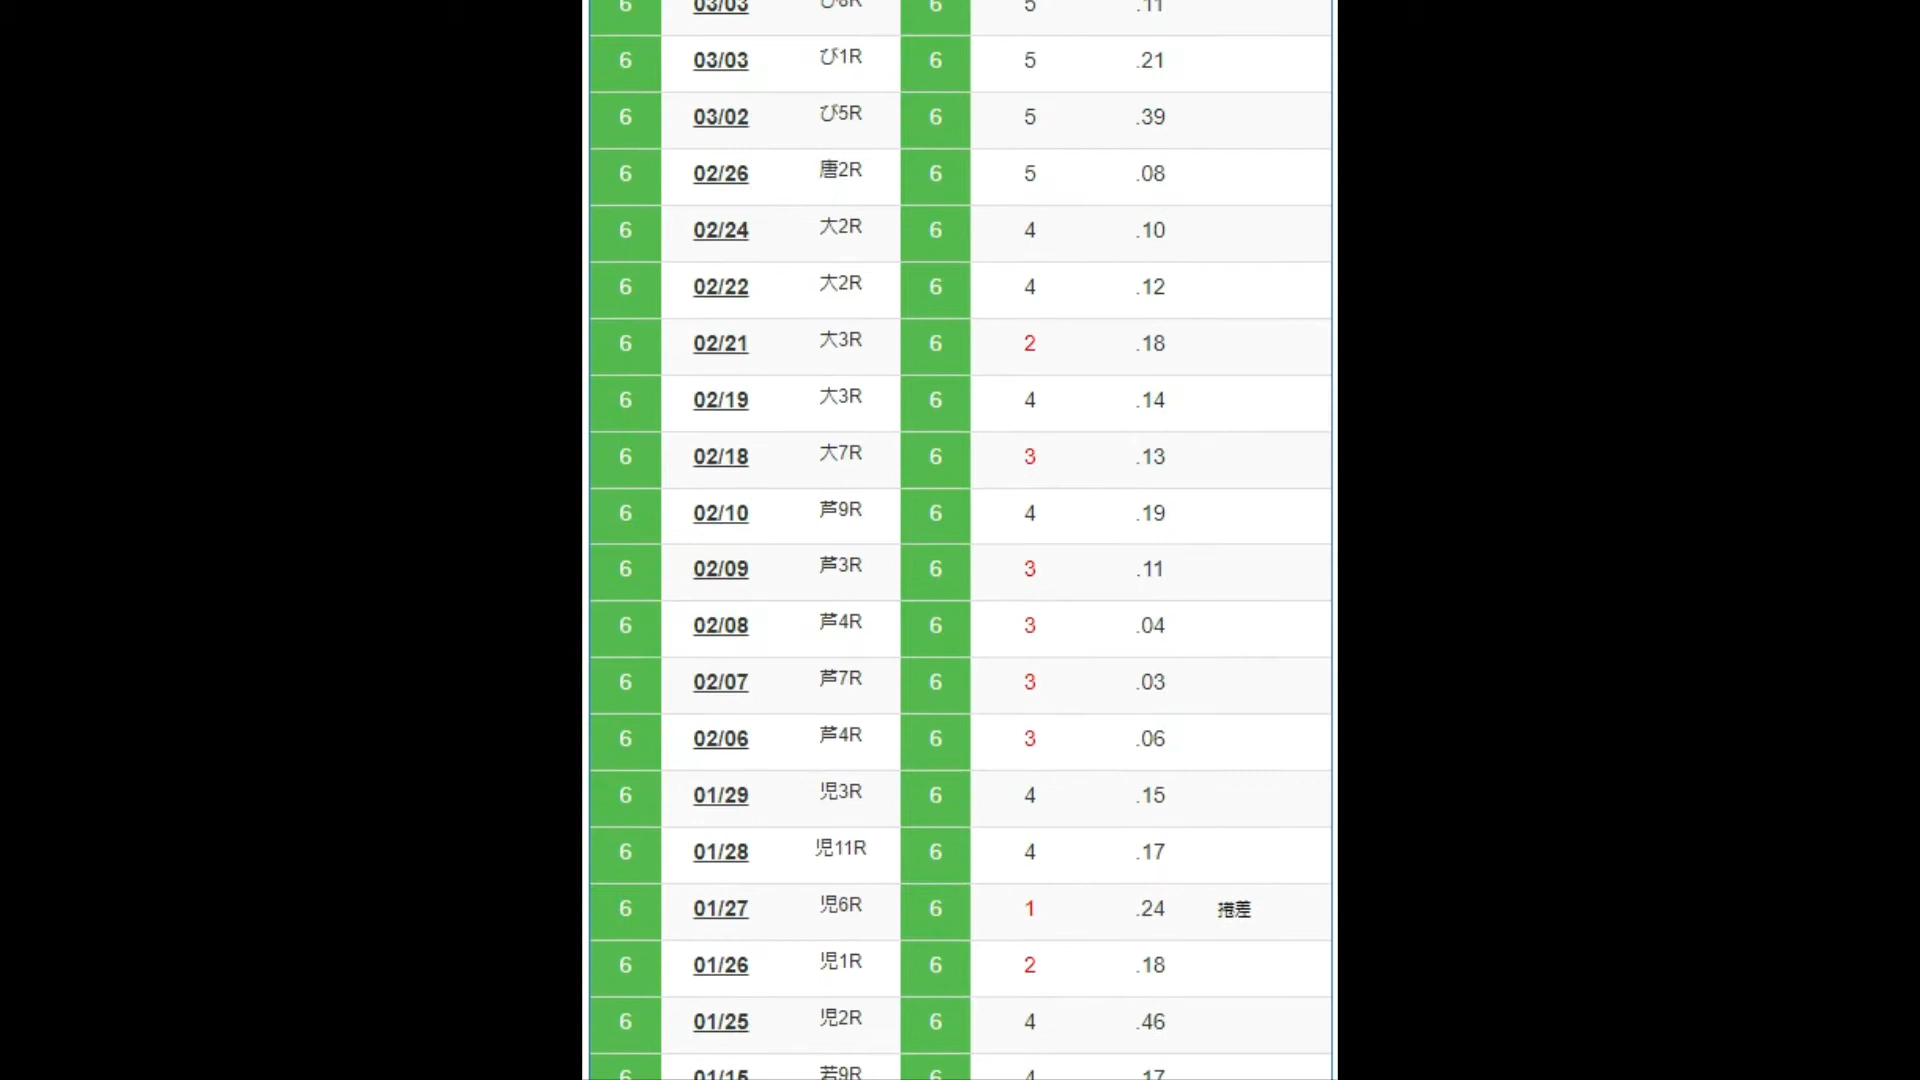 6 03/03 び8R 6 5 .11
6 03/03 び1R 6 5 .21
6 03/02 び5R 6 5 .39
6 02/26 唐2R 6 5 .08
6 02/24 大2R 6 4 .10
6 02/22 大2R 6 4 .12
6 02/21 大3R 6 2 .18
6 02/19 大3R 6 4 .14
6 02/18 大7R 6 3 .13
6 02/10 芦9R 6 4 .19
6 02/09 芦3R 6 3 .11
6 02/08 芦4R 6 3 .04
6 02/07 芦7R 6 3 .03
6 02/06 芦4R 6 3 .06
6 01/29 児3R 6 4 .15
6 01/28 児11R 6 4 .17
6 01/27 児6R 6 1 .24 捲差
6 01/26 児1R 6 2 .18
6 01/25 児2R 6 4 .46
6 01/15 若9R 6 4 .17